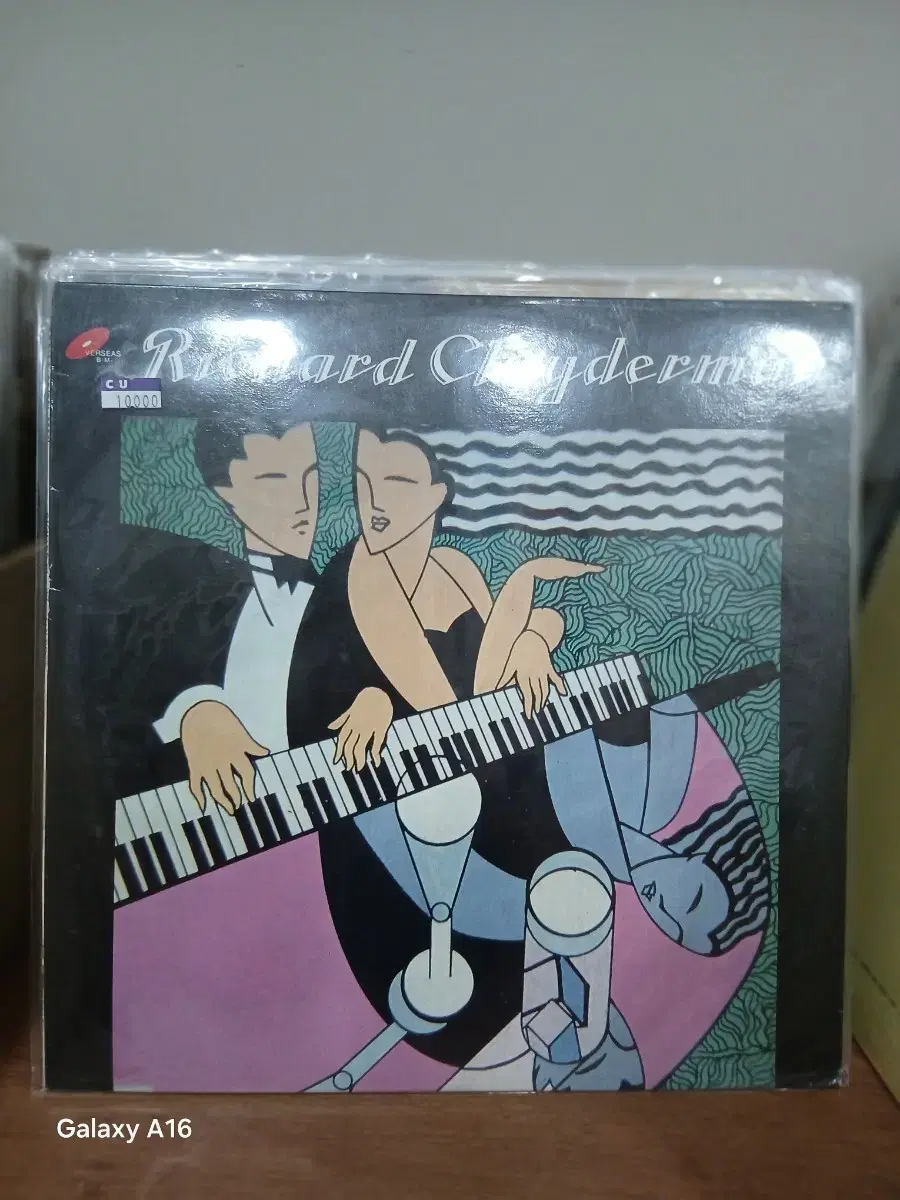 Richard Clayderman
VERSEAS
B.M.
CU
10000
Galaxy A16